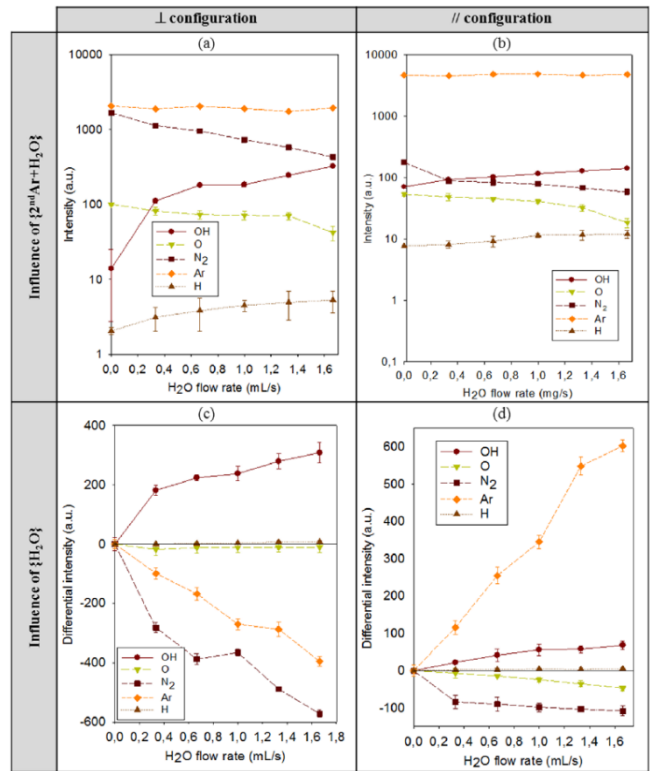 ⊥ configuration
// configuration
Influence of {2ndAr+H2O}
(a)
10000
1000
100
10
1
Intensity (a.u.)
OH
O
N2
Ar
H
0,0 0,2 0,4 0,6 0,8 1,0 1,2 1,4 1,6
H2O flow rate (mL/s)
(b)
10000
1000
100
10
1
0,1
Intensity (a.u.)
OH
O
N2
Ar
H
0,0 0,2 0,4 0,6 0,8 1,0 1,2 1,4 1,6
H2O flow rate (mg/s)
Influence of {H2O}
(c)
400
200
0
-200
-400
-600
Differential intensity (a.u.)
OH
O
N2
Ar
H
0,0 0,2 0,4 0,6 0,8 1,0 1,2 1,4 1,6 1,8
H2O flow rate (mL/s)
(d)
600
500
400
300
200
100
0
-100
Differential intensity (a.u.)
OH
O
N2
Ar
H
0,0 0,2 0,4 0,6 0,8 1,0 1,2 1,4 1,6
H2O flow rate (mL/s)